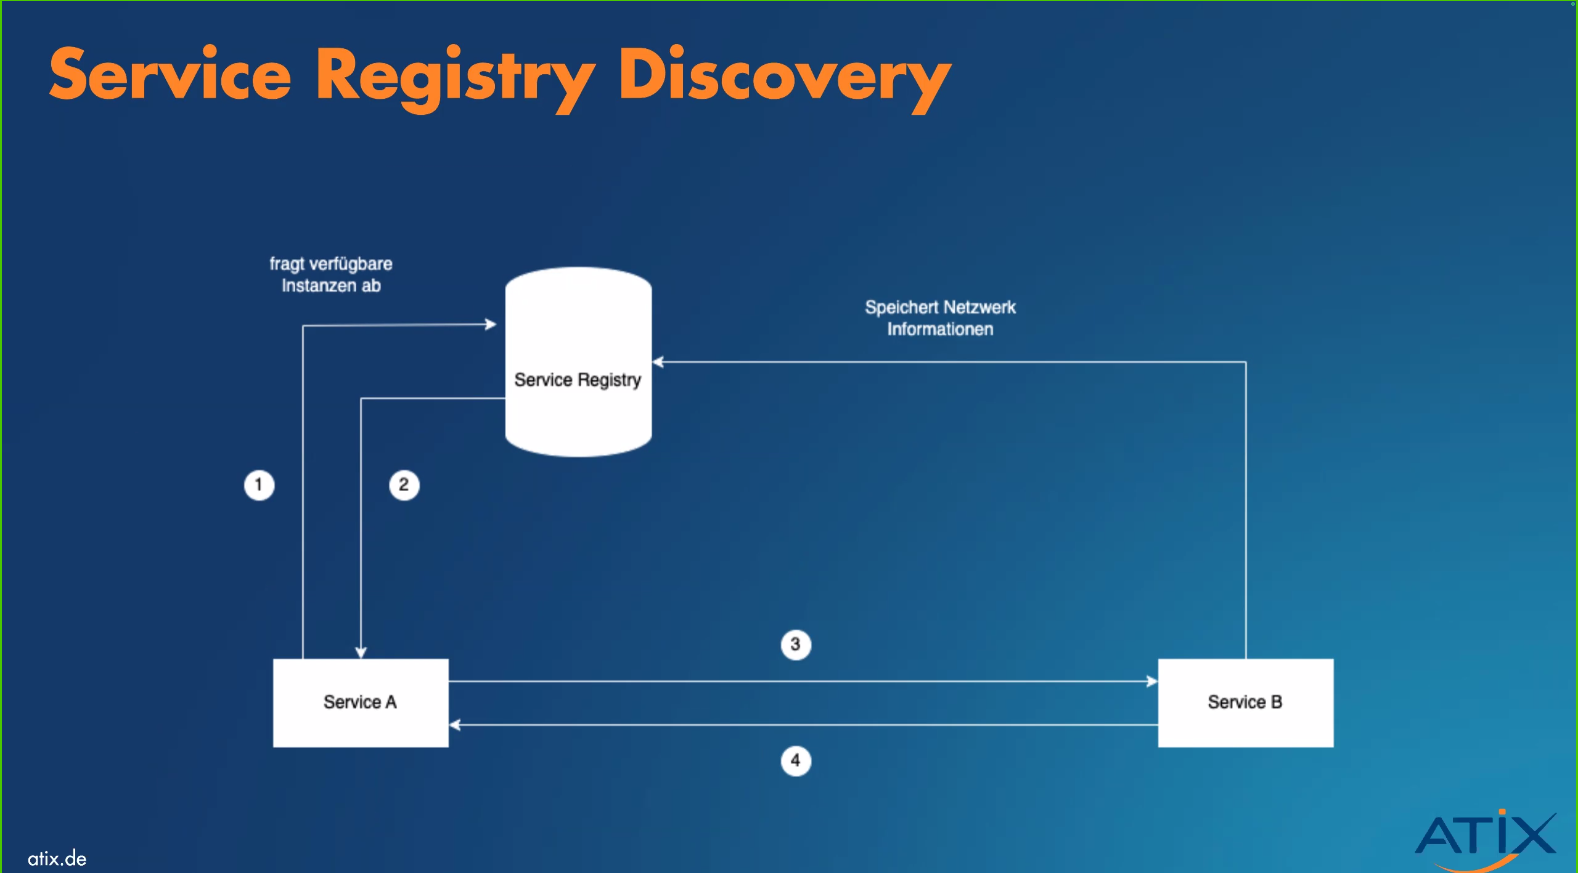 Service Registry Discovery
fragt verfügbare
Instanzen ab
Speichert Netzwerk
Informationen
Service Registry
1
2
3
Service A
Service B
4
atix.de
ATIX